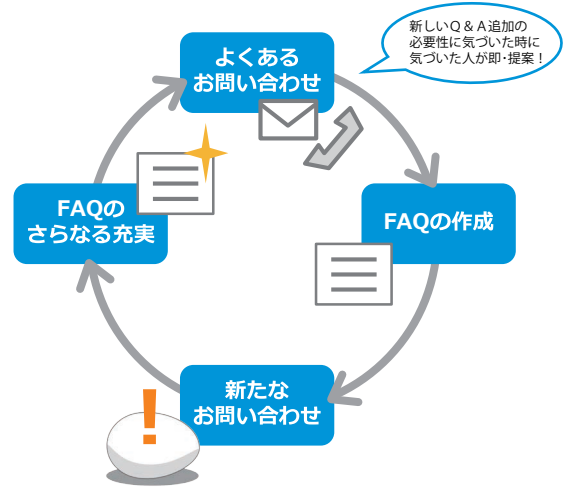 新しいQ&A追加の
必要性に気づいた時に
気づいた人が即・提案！
よくある
お問い合わせ
FAQの
さらなる充実
FAQの作成
新たな
お問い合わせ
!